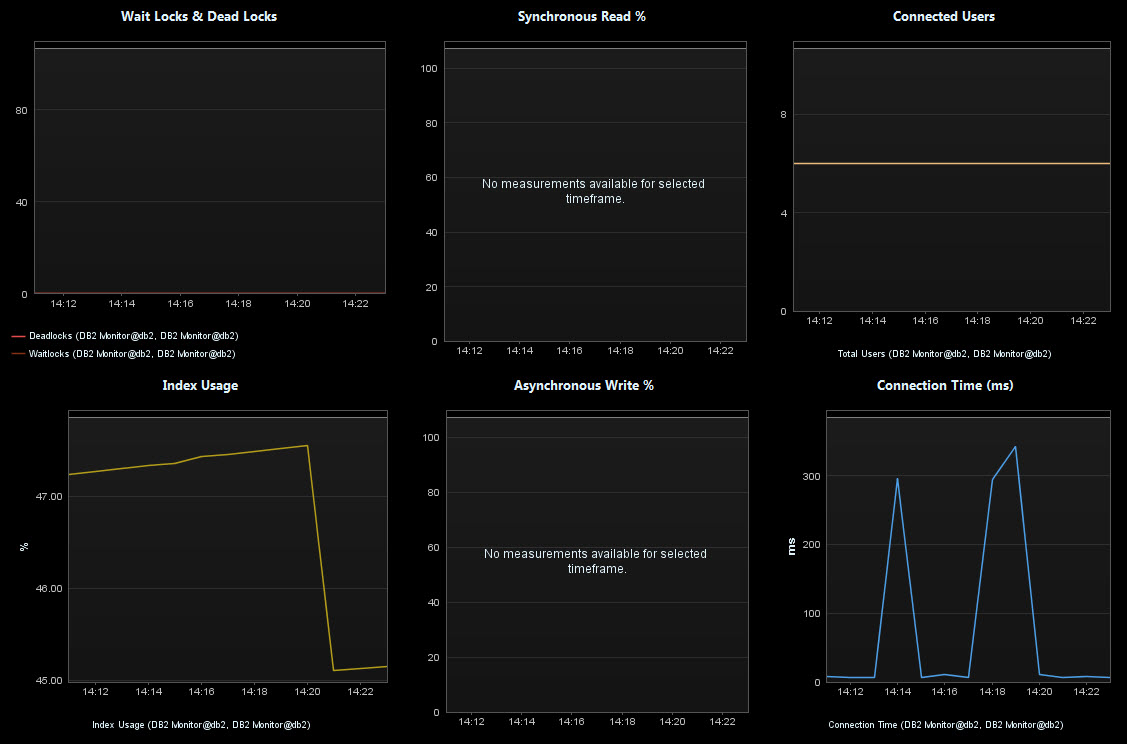 Wait Locks & Dead Locks
80
40
0
14:12 14:14 14:16 14:18 14:20 14:22
Deadlocks (DB2 Monitor@db2, DB2 Monitor@db2)
Waitlocks (DB2 Monitor@db2, DB2 Monitor@db2)
Synchronous Read %
100
80
60
40
20
0
No measurements available for selected
timeframe.
14:12 14:14 14:16 14:18 14:20 14:22
Connected Users
8
4
0
14:12 14:14 14:16 14:18 14:20 14:22
Total Users (DB2 Monitor@db2, DB2 Monitor@db2)
Index Usage
%
47.00
46.00
45.00
14:12 14:14 14:16 14:18 14:20 14:22
Index Usage (DB2 Monitor@db2, DB2 Monitor@db2)
Asynchronous Write %
100
80
60
40
20
0
No measurements available for selected
timeframe.
14:12 14:14 14:16 14:18 14:20 14:22
Connection Time (ms)
ms
300
200
100
0
14:12 14:14 14:16 14:18 14:20 14:22
Connection Time (DB2 Monitor@db2, DB2 Monitor@db2)